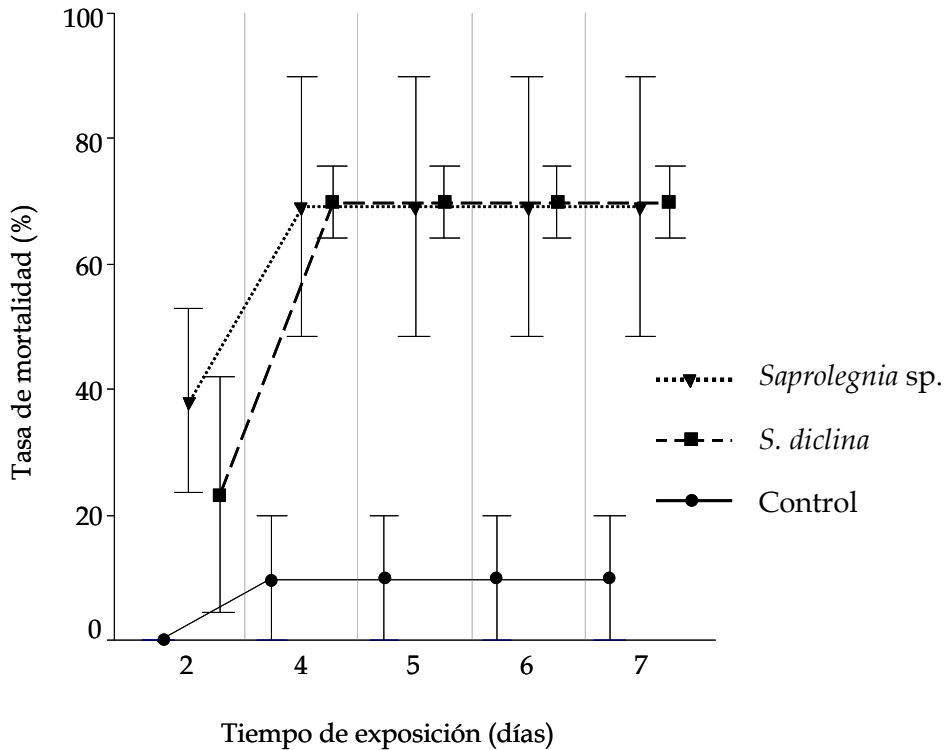 100
80
60
40
20
0
Tasa de mortalidad (%)
2 4 5 6 7
Tiempo de exposición (días)
Saprolegnia sp.
S. diclina
Control